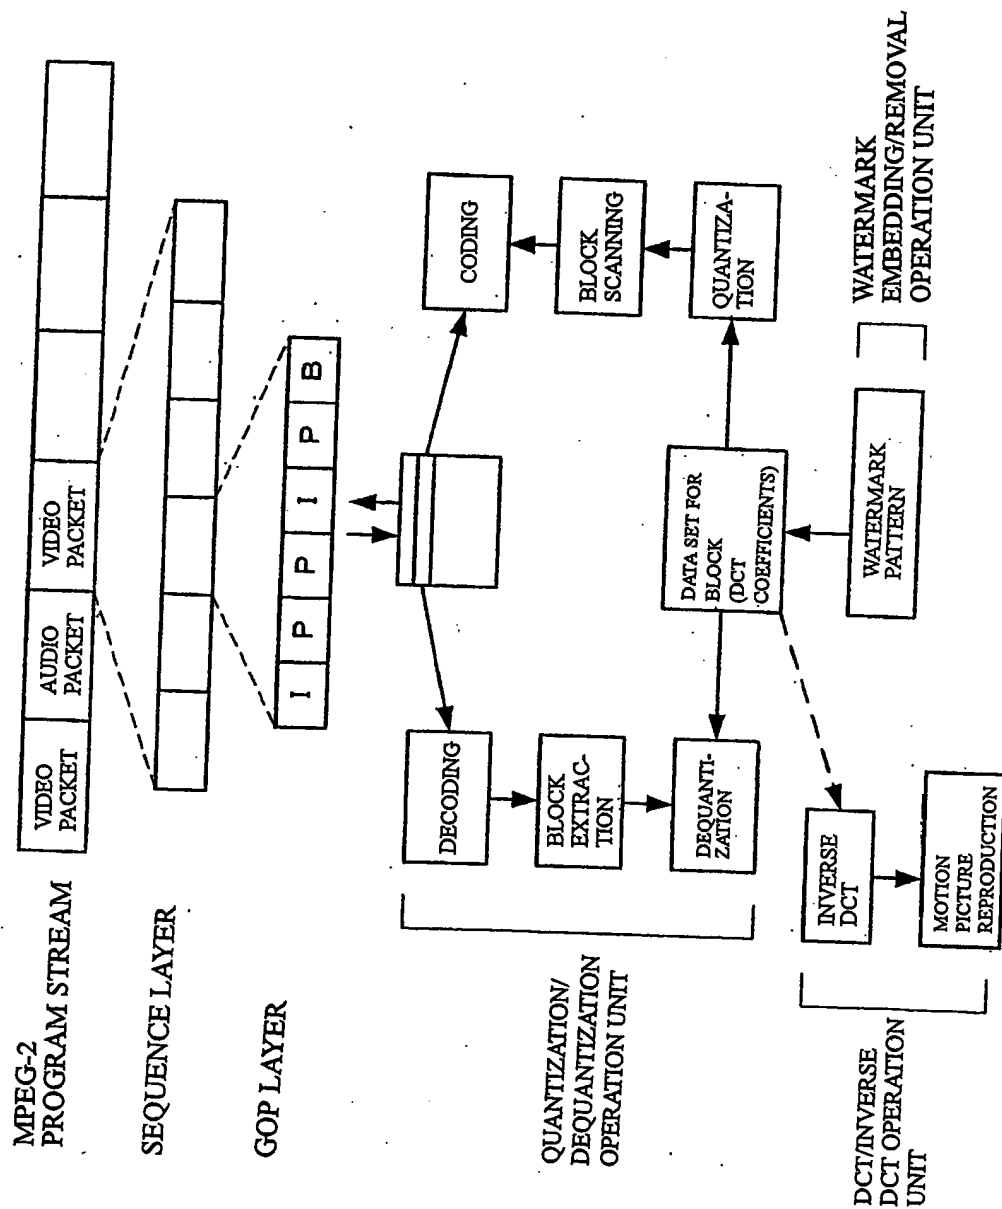 MPEG-2
PROGRAM STREAM
VIDEO
PACKET
AUDIO
PACKET
VIDEO
PACKET
SEQUENCE LAYER
GOP LAYER
I P P I P B
QUANTIZATION/
DEQUANTIZATION
OPERATION UNIT
DECODING
CODING
BLOCK
EXTRAC-
TION
BLOCK
SCANNING
DEQUANTI-
ZATION
DATA SET FOR
BLOCK
(DCT
COEFFICIENTS)
QUANTIZA-
TION
DCT/INVERSE
DCT OPERATION
UNIT
INVERSE
DCT
MOTION
PICTURE
REPRODUCTION
WATERMARK
PATTERN
WATERMARK
EMBEDDING/REMOVAL
OPERATION UNIT